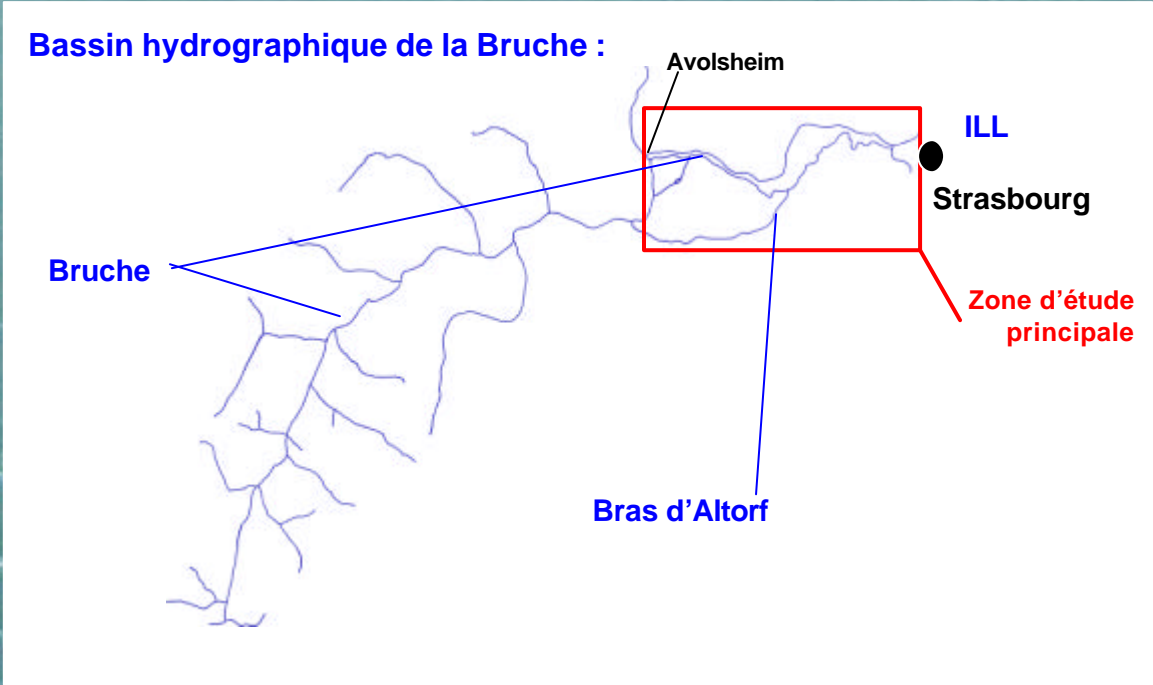 Bassin hydrographique de la Bruche :
Avolsheim
ILL
Strasbourg
Bruche
Zone d'étude
principale
Bras d'Altorf